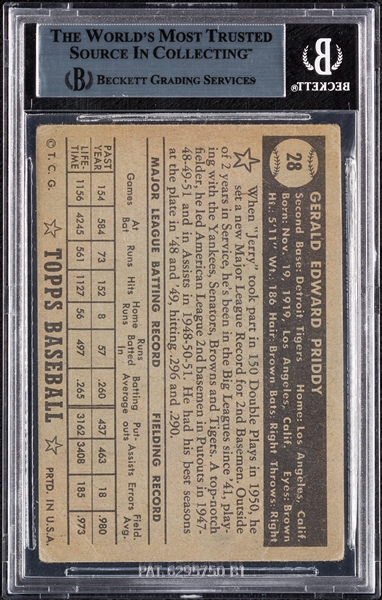 THE WORLD'S MOST TRUSTED
SOURCE IN COLLECTING™
BECKETT GRADING SERVICES
BECKETT
28
GERALD EDWARD PRIDDY
Second Base: Detroit Tigers Home: Los Angeles, Calif.
Born: Nov. 19, 1919, Los Angeles, Calif. Eyes: Brown
Ht.: 5'11" Wt.: 186 Hair: Brown Bats: Right Throws: Right
When "Jerry" took part in 150 Double Plays in 1950, he
set a new Major League Record for 2nd Basemen. Outside
of 2 years in Service, he's been in the Big Leagues since '41, play-
ing with the Yankees, Senators, Browns and Tigers. A top-notch
fielder, he led American League 2nd basemen in Putouts in 1947-
48-49-51 and in Assists in 1948-50-51. He had his best seasons
at the plate in '48 and '49, hitting .296 and .290.
MAJOR LEAGUE BATTING RECORD FIELDING RECORD
Games At Bat Runs Hits Home Runs Runs Batted In Batting Average Put-outs Assists Errors Field. Avg.
PAST YEAR 154 584 73 152 8 57 .260 437 463 18 .980
LIFE-TIME 1156 4245 561 1127 56 497 .265 3162 3408 185 .973
© T. C. G. TOPPS BASEBALL PRTD. IN U.S.A.
PAT. 6295750 B1